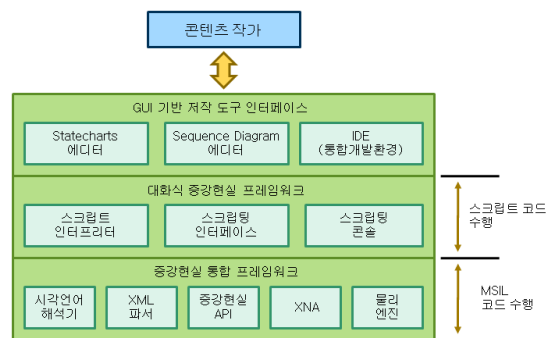 콘텐츠 작가
GUI 기반 저작 도구 인터페이스
Statecharts
에디터
Sequence Diagram
에디터
IDE
(통합개발환경)
대화식 증강현실 프레임워크
스크립트
인터프리터
스크립팅
인터페이스
스크립팅
콘솔
스크립트 코드
수행
증강현실 통합 프레임워크
시각언어
해석기
XML
파서
증강현실
API
XNA
물리
엔진
MSIL
코드 수행